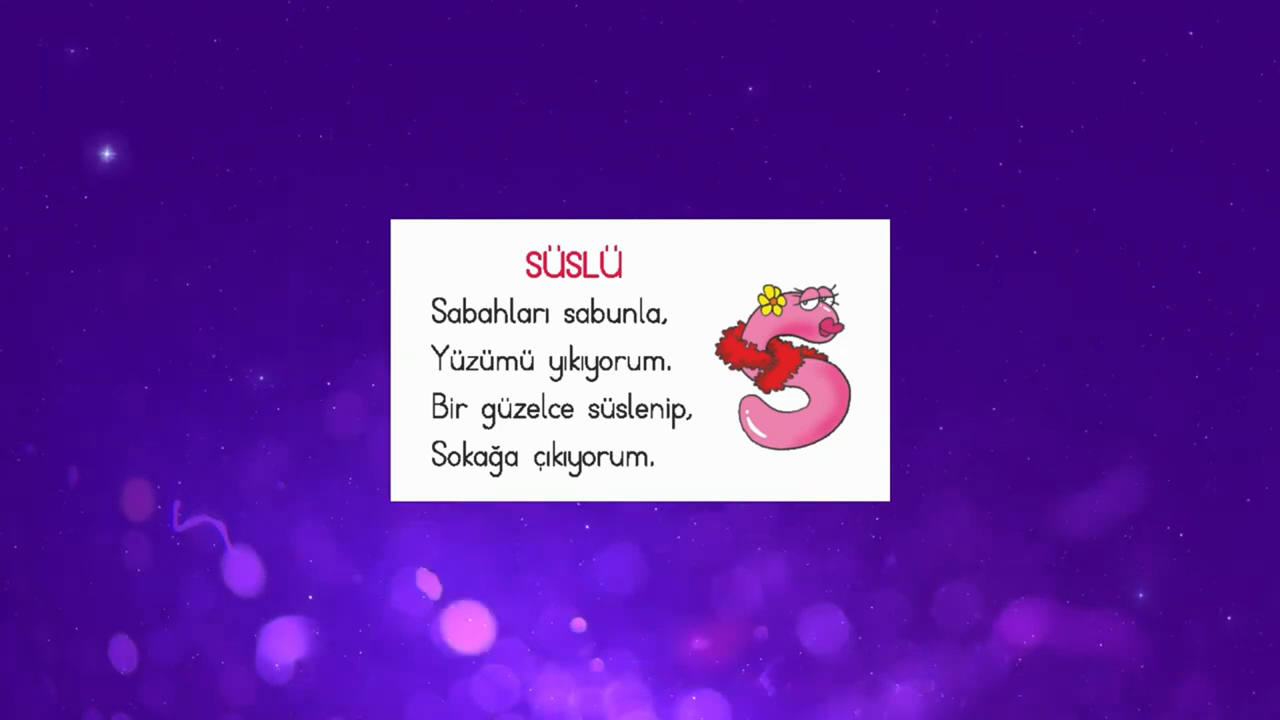 SÜSLÜ
Sabahları sabunla,
Yüzümü yıkıyorum.
Bir güzelce süslenip,
Sokağa çıkıyorum.